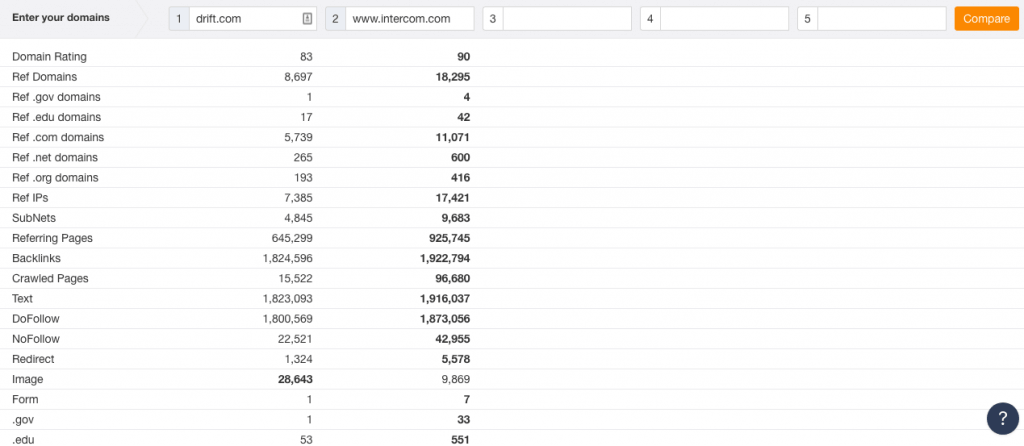 Enter your domains 1 drift.com 2 www.intercom.com 3 4 5 Compare
Domain Rating 83 90
Ref Domains 8,697 18,295
Ref .gov domains 1 4
Ref .edu domains 17 42
Ref .com domains 5,739 11,071
Ref .net domains 265 600
Ref .org domains 193 416
Ref IPs 7,385 17,421
SubNets 4,845 9,683
Referring Pages 645,299 925,745
Backlinks 1,824,596 1,922,794
Crawled Pages 15,522 96,680
Text 1,823,093 1,916,037
DoFollow 1,800,569 1,873,056
NoFollow 22,521 42,955
Redirect 1,324 5,578
Image 28,643 9,869
Form 1 7
.gov 1 33
.edu 53 551
?